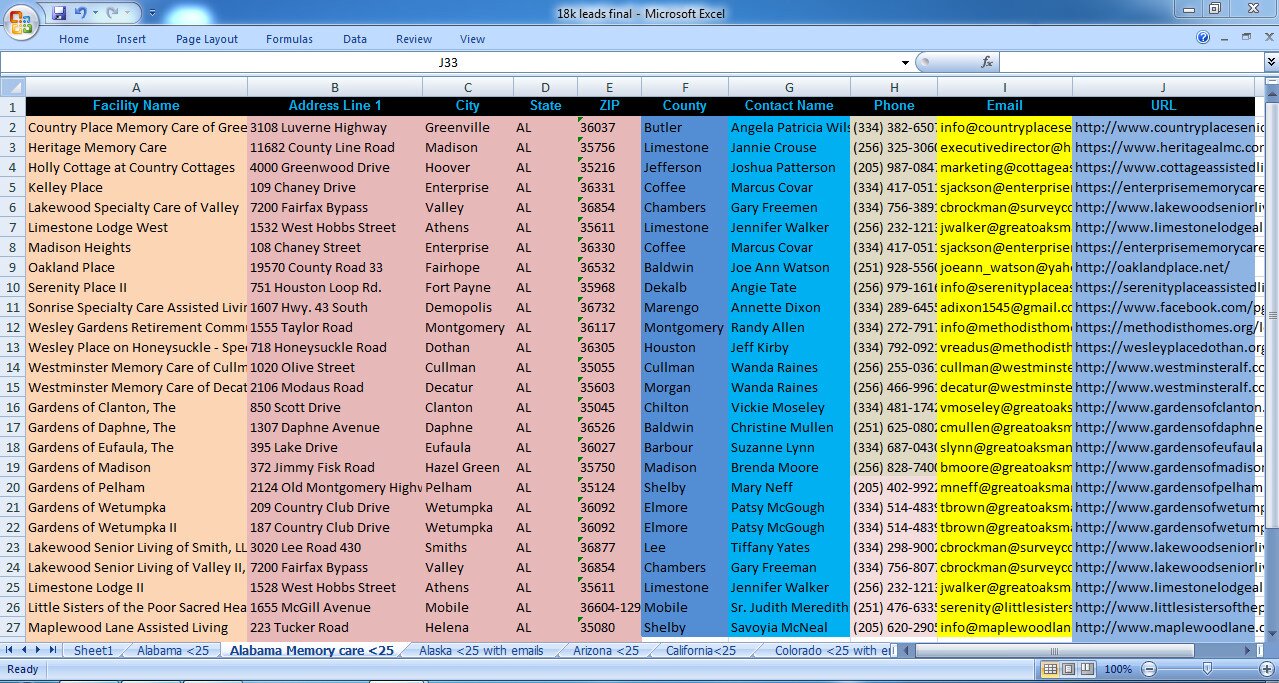 18k leads final - Microsoft Excel
Home Insert Page Layout Formulas Data Review View
J33 fx
A B C D E F G H I J
1 Facility Name Address Line 1 City State ZIP County Contact Name Phone Email URL
2 Country Place Memory Care of Gree 3108 Luverne Highway Greenville AL 36037 Butler Angela Patricia Wils (334) 382-6507 info@countryplacese http://www.countryplacesenic
3 Heritage Memory Care 11682 County Line Road Madison AL 35756 Limestone Jannie Crouse (256) 325-3060 executivedirector@h https://www.heritagealmc.con
4 Holly Cottage at Country Cottages 4000 Greenwood Drive Hoover AL 35216 Jefferson Joshua Patterson (205) 987-0847 marketing@cottageas https://www.cottageassistedli
5 Kelley Place 109 Chaney Drive Enterprise AL 36331 Coffee Marcus Covar (334) 417-0511 sjackson@enterprise https://enterprisememorycare
6 Lakewood Specialty Care of Valley 7200 Fairfax Bypass Valley AL 36854 Chambers Gary Freemen (334) 756-3891 cbrockman@surveyco http://www.lakewoodseniorliv
7 Limestone Lodge West 1532 West Hobbs Street Athens AL 35611 Limestone Jennifer Walker (256) 232-1213 jwalker@greatoaksm http://www.limestonelodgeal
8 Madison Heights 108 Chaney Street Enterprise AL 36330 Coffee Marcus Covar (334) 417-0511 sjackson@enterprise https://enterprisememorycare
9 Oakland Place 19570 County Road 33 Fairhope AL 36532 Baldwin Joe Ann Watson (251) 928-5560 joeann_watson@yah http://oaklandplace.net/
10 Serenity Place II 751 Houston Loop Rd. Fort Payne AL 35968 Dekalb Angie Tate (256) 979-1616 info@serenityplaceas https://serenityplaceassistedli
11 Sonrise Specialty Care Assisted Livin 1607 Hwy. 43 South Demopolis AL 36732 Marengo Annette Dixon (334) 289-6455 adixon1545@gmail.co https://www.facebook.com/pg
12 Wesley Gardens Retirement Commu 1555 Taylor Road Montgomery AL 36117 Montgomery Randy Allen (334) 272-7917 info@methodisthom https://methodisthomes.org/l
13 Wesley Place on Honeysuckle - Spec 718 Honeysuckle Road Dothan AL 36305 Houston Jeff Kirby (334) 792-0921 vreadus@methodisth https://wesleyplacedothan.org
14 Westminster Memory Care of Cullm 1020 Olive Street Cullman AL 35055 Cullman Wanda Raines (256) 255-0361 cullman@westminste http://www.westminsteralf.co
15 Westminster Memory Care of Decat 2106 Modaus Road Decatur AL 35603 Morgan Wanda Raines (256) 466-9961 decatur@westminste http://www.westminsteralf.co
16 Gardens of Clanton, The 850 Scott Drive Clanton AL 35045 Chilton Vickie Moseley (334) 481-1742 vmoseley@greatoaks http://www.gardensofclanton.
17 Gardens of Daphne, The 1307 Daphne Avenue Daphne AL 36526 Baldwin Christine Mullen (251) 625-0802 cmullen@greatoaksm http://www.gardensofdaphne
18 Gardens of Eufaula, The 395 Lake Drive Eufaula AL 36027 Barbour Suzanne Lynn (334) 687-0430 slynn@greatoaksman http://www.gardensofeufaula
19 Gardens of Madison 372 Jimmy Fisk Road Hazel Green AL 35750 Madison Brenda Moore (256) 828-7400 bmoore@greatoaksm http://www.gardensofmadison
20 Gardens of Pelham 2124 Old Montgomery Highw Pelham AL 35124 Shelby Mary Neff (205) 402-9922 mneff@greatoaksma http://www.gardensofpelham
21 Gardens of Wetumpka 209 Country Club Drive Wetumpka AL 36092 Elmore Patsy McGough (334) 514-4839 tbrown@greatoaksm http://www.gardensofwetump
22 Gardens of Wetumpka II 187 Country Club Drive Wetumpka AL 36092 Elmore Patsy McGough (334) 514-4839 tbrown@greatoaksm http://www.gardensofwetump
23 Lakewood Senior Living of Smith, LL 3020 Lee Road 430 Smiths AL 36877 Lee Tiffany Yates (334) 298-9002 cbrockman@surveyco http://www.lakewoodseniorli
24 Lakewood Senior Living of Valley II, 7200 Fairfax Bypass Valley AL 36854 Chambers Gary Freeman (334) 756-8077 cbrockman@surveyco http://www.lakewoodseniorli
25 Limestone Lodge II 1528 West Hobbs Street Athens AL 35611 Limestone Jennifer Walker (256) 232-1213 jwalker@greatoaksm http://www.limestonelodgeal
26 Little Sisters of the Poor Sacred Hea 1655 McGill Avenue Mobile AL 36604-129 Mobile Sr. Judith Meredith (251) 476-6335 serenity@littlesisters http://www.littlesistersofthep
27 Maplewood Lane Assisted Living 223 Tucker Road Helena AL 35080 Shelby Savoyia McNeal (205) 620-2905 info@maplewoodlan http://www.maplewoodlane.c
Sheet1 Alabama <25 Alabama Memory care <25 Alaska <25 with emails Arizona <25 California<25 Colorado <25 with e
Ready 100%